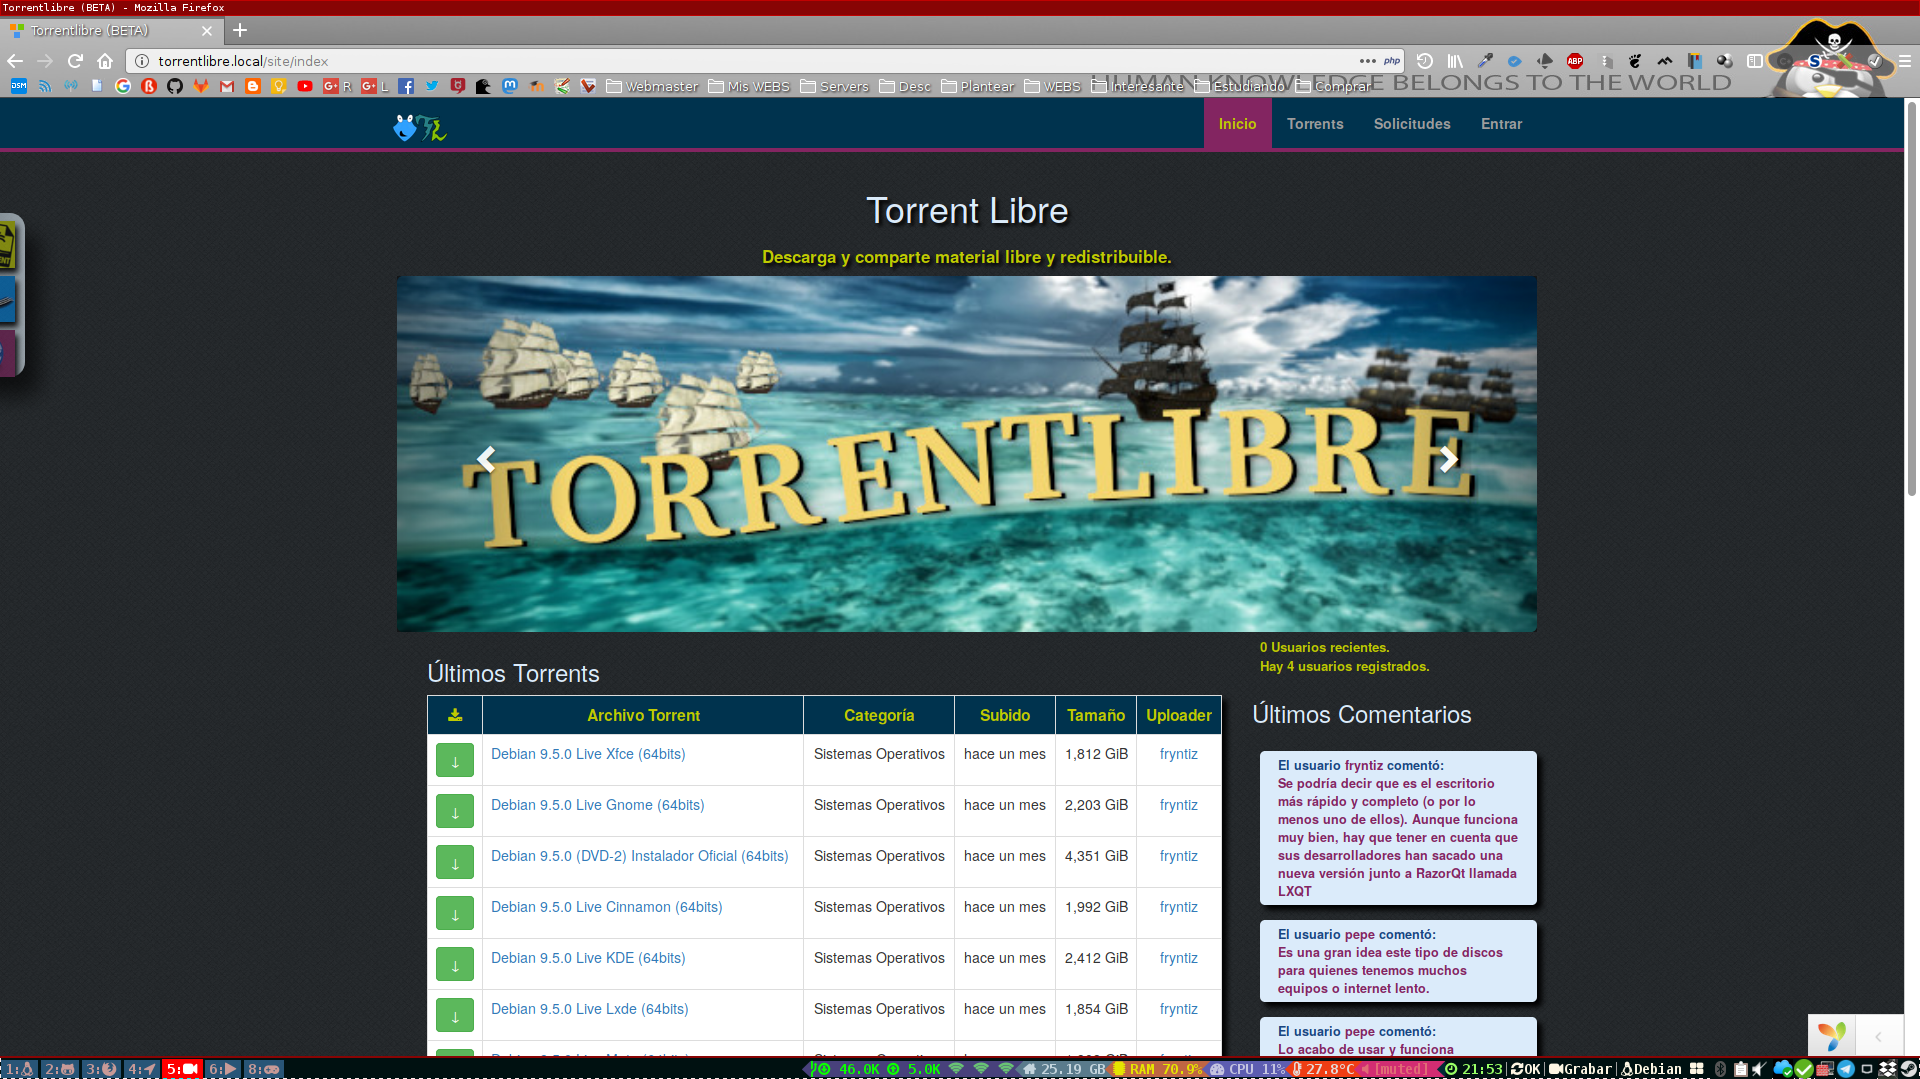 Torrentlibre (BETA) - Mozilla Firefox
Torrentlibre (BETA)
torrentlibre.local/site/index
php
ABP
DSM
R
L
Webmaster
Mis WEBS
Servers
Desc
Plantear
WEBS
Interesante
Estudiando
Comprar
HUMAN KNOWLEDGE BELONGS TO THE WORLD
Inicio
Torrents
Solicitudes
Entrar
Torrent Libre
Descarga y comparte material libre y redistribuible.
TORRENTLIBRE
Últimos Torrents
Archivo Torrent Categoría Subido Tamaño Uploader
Debian 9.5.0 Live Xfce (64bits) Sistemas Operativos hace un mes 1,812 GiB fryntiz
Debian 9.5.0 Live Gnome (64bits) Sistemas Operativos hace un mes 2,203 GiB fryntiz
Debian 9.5.0 (DVD-2) Instalador Oficial (64bits) Sistemas Operativos hace un mes 4,351 GiB fryntiz
Debian 9.5.0 Live Cinnamon (64bits) Sistemas Operativos hace un mes 1,992 GiB fryntiz
Debian 9.5.0 Live KDE (64bits) Sistemas Operativos hace un mes 2,412 GiB fryntiz
Debian 9.5.0 Live Lxde (64bits) Sistemas Operativos hace un mes 1,854 GiB fryntiz
0 Usuarios recientes.
Hay 4 usuarios registrados.
Últimos Comentarios
El usuario fryntiz comentó:
Se podría decir que es el escritorio
más rápido y completo (o por lo
menos uno de ellos). Aunque funciona
muy bien, hay que tener en cuenta que
sus desarrolladores han sacado una
nueva versión junto a RazorQt llamada
LXQT
El usuario pepe comentó:
Es una gran idea este tipo de discos
para quienes tenemos muchos
equipos o internet lento.
El usuario pepe comentó:
Lo acabo de usar y funciona
1: 2: 3: 4: 5: 6: 8: 46.0K 5.0K 25.19 GB RAM 70.9% CPU 11% 27.8°C [muted] 21:53 OK Grabar Debian